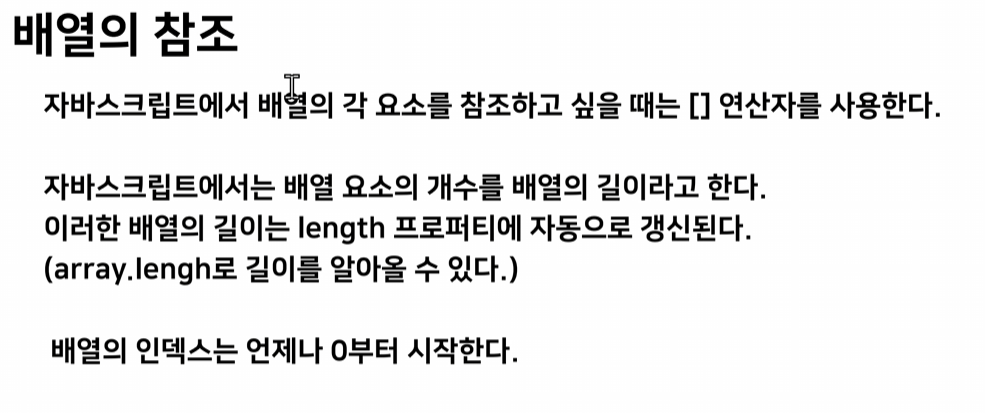 배열의 참조
자바스크립트에서 배열의 각 요소를 참조하고 싶을 때는 [] 연산자를 사용한다.
자바스크립트에서는 배열 요소의 개수를 배열의 길이라고 한다.
이러한 배열의 길이는 length 프로퍼티에 자동으로 갱신된다.
(array.lengh로 길이를 알아올 수 있다.)
배열의 인덱스는 언제나 0부터 시작한다.